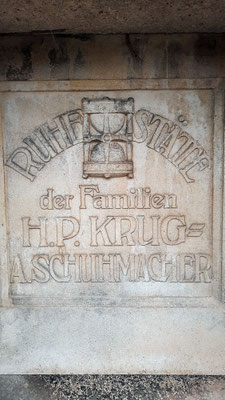 RUHE STÄTTE
der Familien
H.P. KRUG=
A. SCHUHMACHER